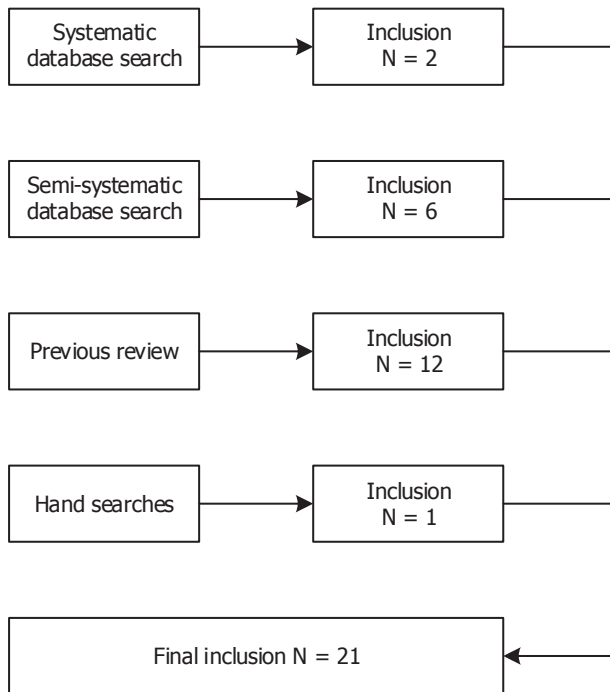 Systematic
database search
Inclusion
N = 2
Semi-systematic
database search
Inclusion
N = 6
Previous review
Inclusion
N = 12
Hand searches
Inclusion
N = 1
Final inclusion N = 21